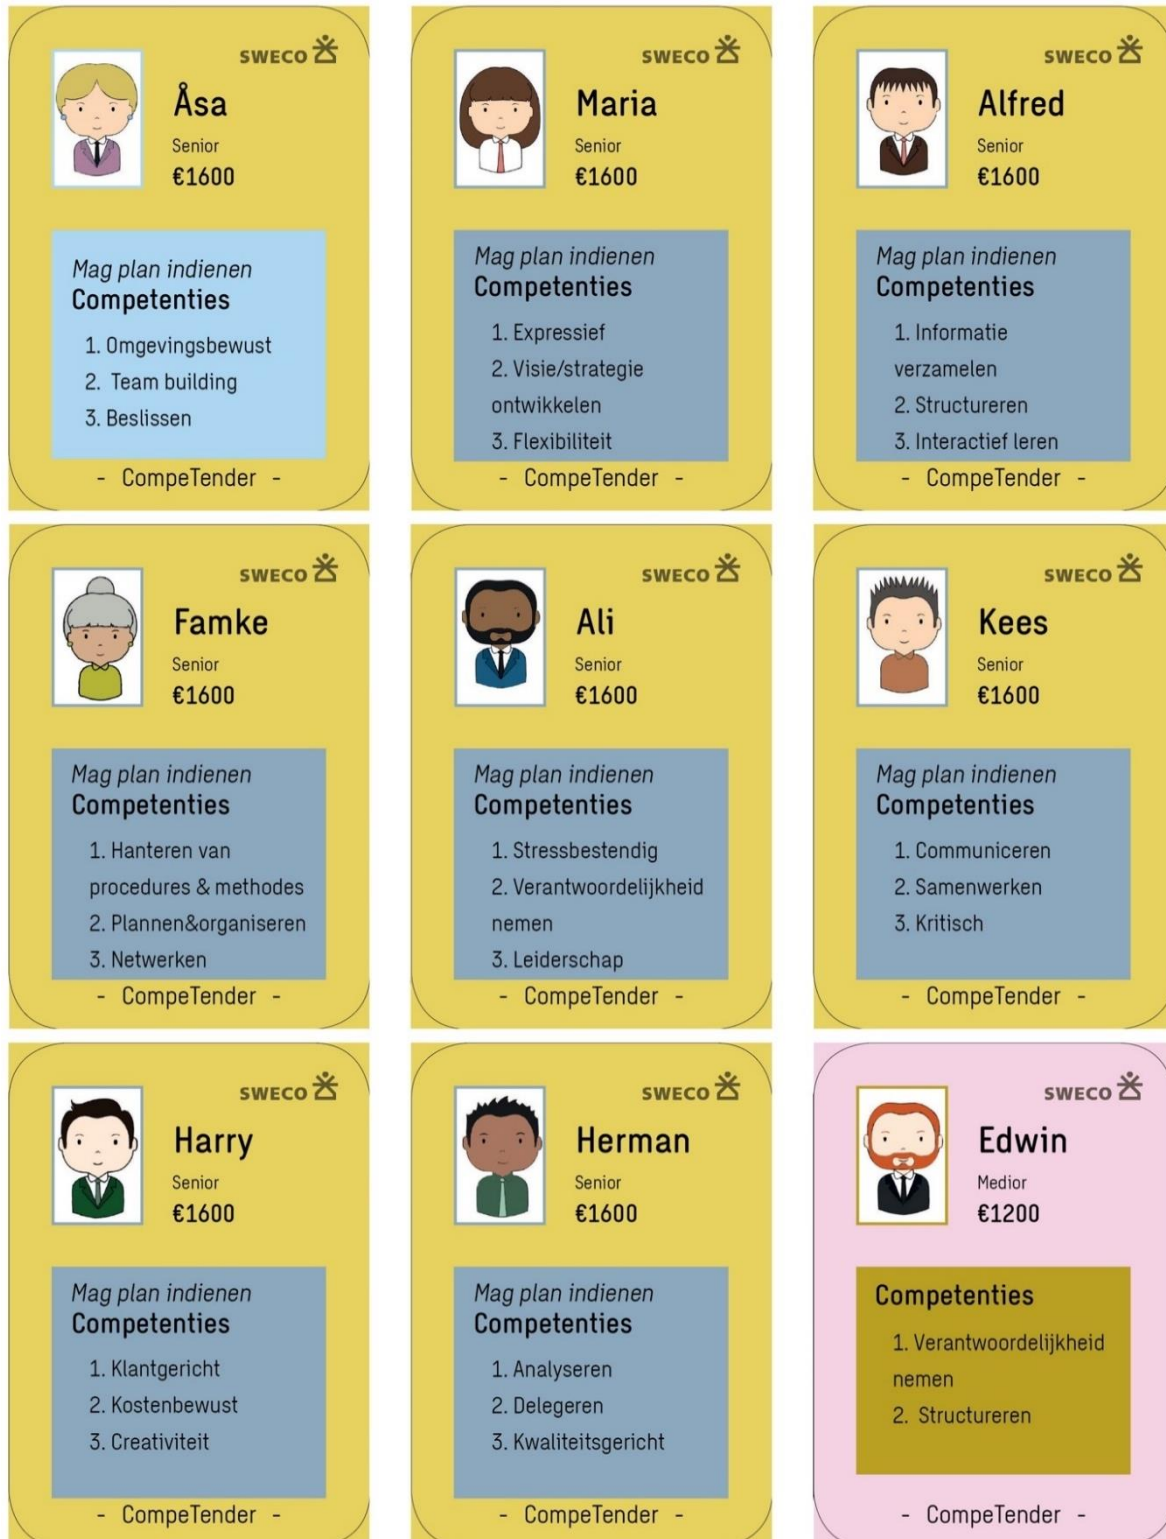 SWECO
Åsa
Senior
€1600
Mag plan indienen
Competenties
1. Omgevingsbewust
2. Team building
3. Beslissen
- CompeTender -
SWECO
Maria
Senior
€1600
Mag plan indienen
Competenties
1. Expressief
2. Visie/strategie
ontwikkelen
3. Flexibiliteit
- CompeTender -
SWECO
Alfred
Senior
€1600
Mag plan indienen
Competenties
1. Informatie
verzamelen
2. Structureren
3. Interactief leren
- CompeTender -
SWECO
Famke
Senior
€1600
Mag plan indienen
Competenties
1. Hanteren van
procedures & methodes
2. Plannen&organiseren
3. Netwerken
- CompeTender -
SWECO
Ali
Senior
€1600
Mag plan indienen
Competenties
1. Stressbestendig
2. Verantwoordelijkheid
nemen
3. Leiderschap
- CompeTender -
SWECO
Kees
Senior
€1600
Mag plan indienen
Competenties
1. Communiceren
2. Samenwerken
3. Kritisch
- CompeTender -
SWECO
Harry
Senior
€1600
Mag plan indienen
Competenties
1. Klantgericht
2. Kostenbewust
3. Creativiteit
- CompeTender -
SWECO
Herman
Senior
€1600
Mag plan indienen
Competenties
1. Analyseren
2. Delegeren
3. Kwaliteitsgericht
- CompeTender -
SWECO
Edwin
Medior
€1200
Competenties
1. Verantwoordelijkheid
nemen
2. Structureren
- CompeTender -